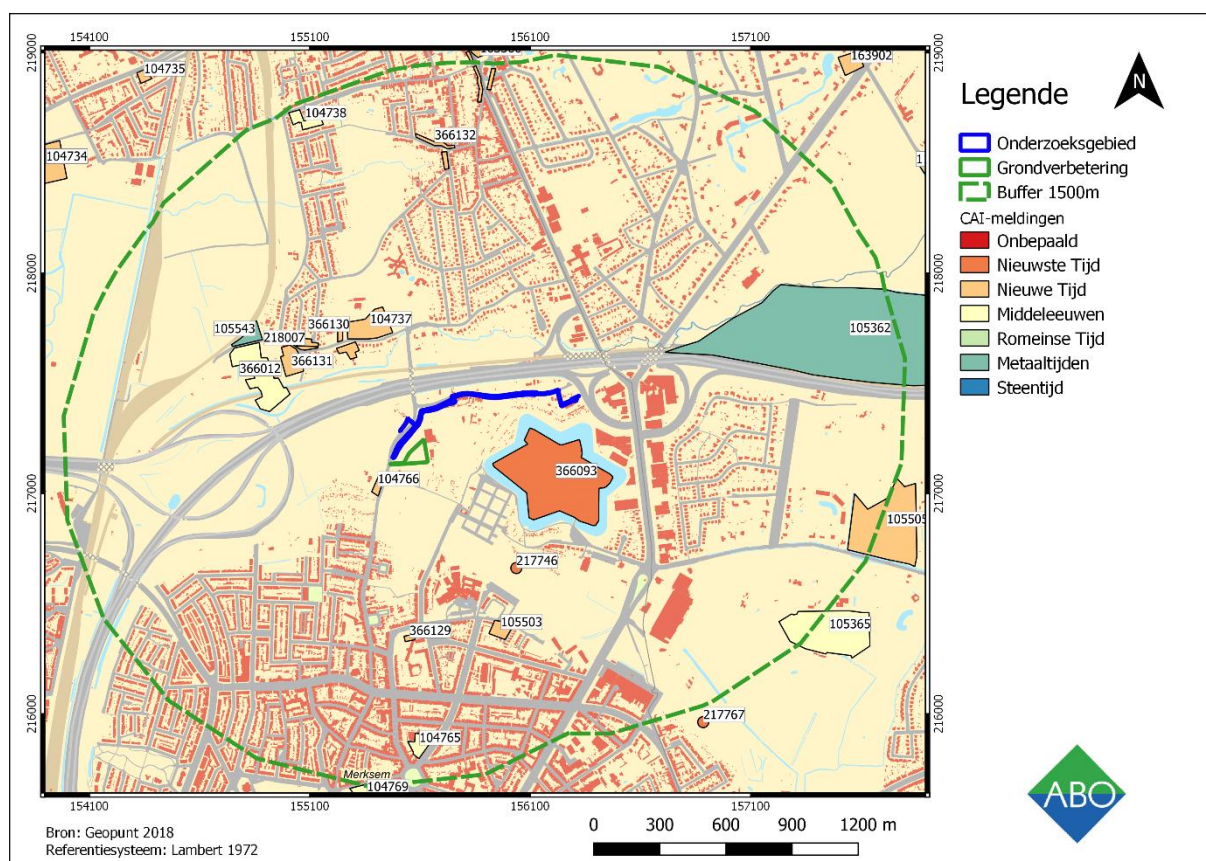 154100
155100
156100
157100
219000
219000
218000
218000
217000
217000
216000
216000
104735
104738
366132
163902
104734
105543
218007
366130
104737
366131
366012
105362
104766
366093
105505
217746
366129
105503
105365
104765
217767
Merksem
104769
154100
155100
156100
157100
Bron: Geopunt 2018
Referentiesysteem: Lambert 1972
0 300 600 900 1200 m
Legende
N
Onderzoeksgebied
Grondverbetering
Buffer 1500m
CAI-meldingen
Onbepaald
Nieuwste Tijd
Nieuwe Tijd
Middeleeuwen
Romeinse Tijd
Metaaltijden
Steentijd
ABO